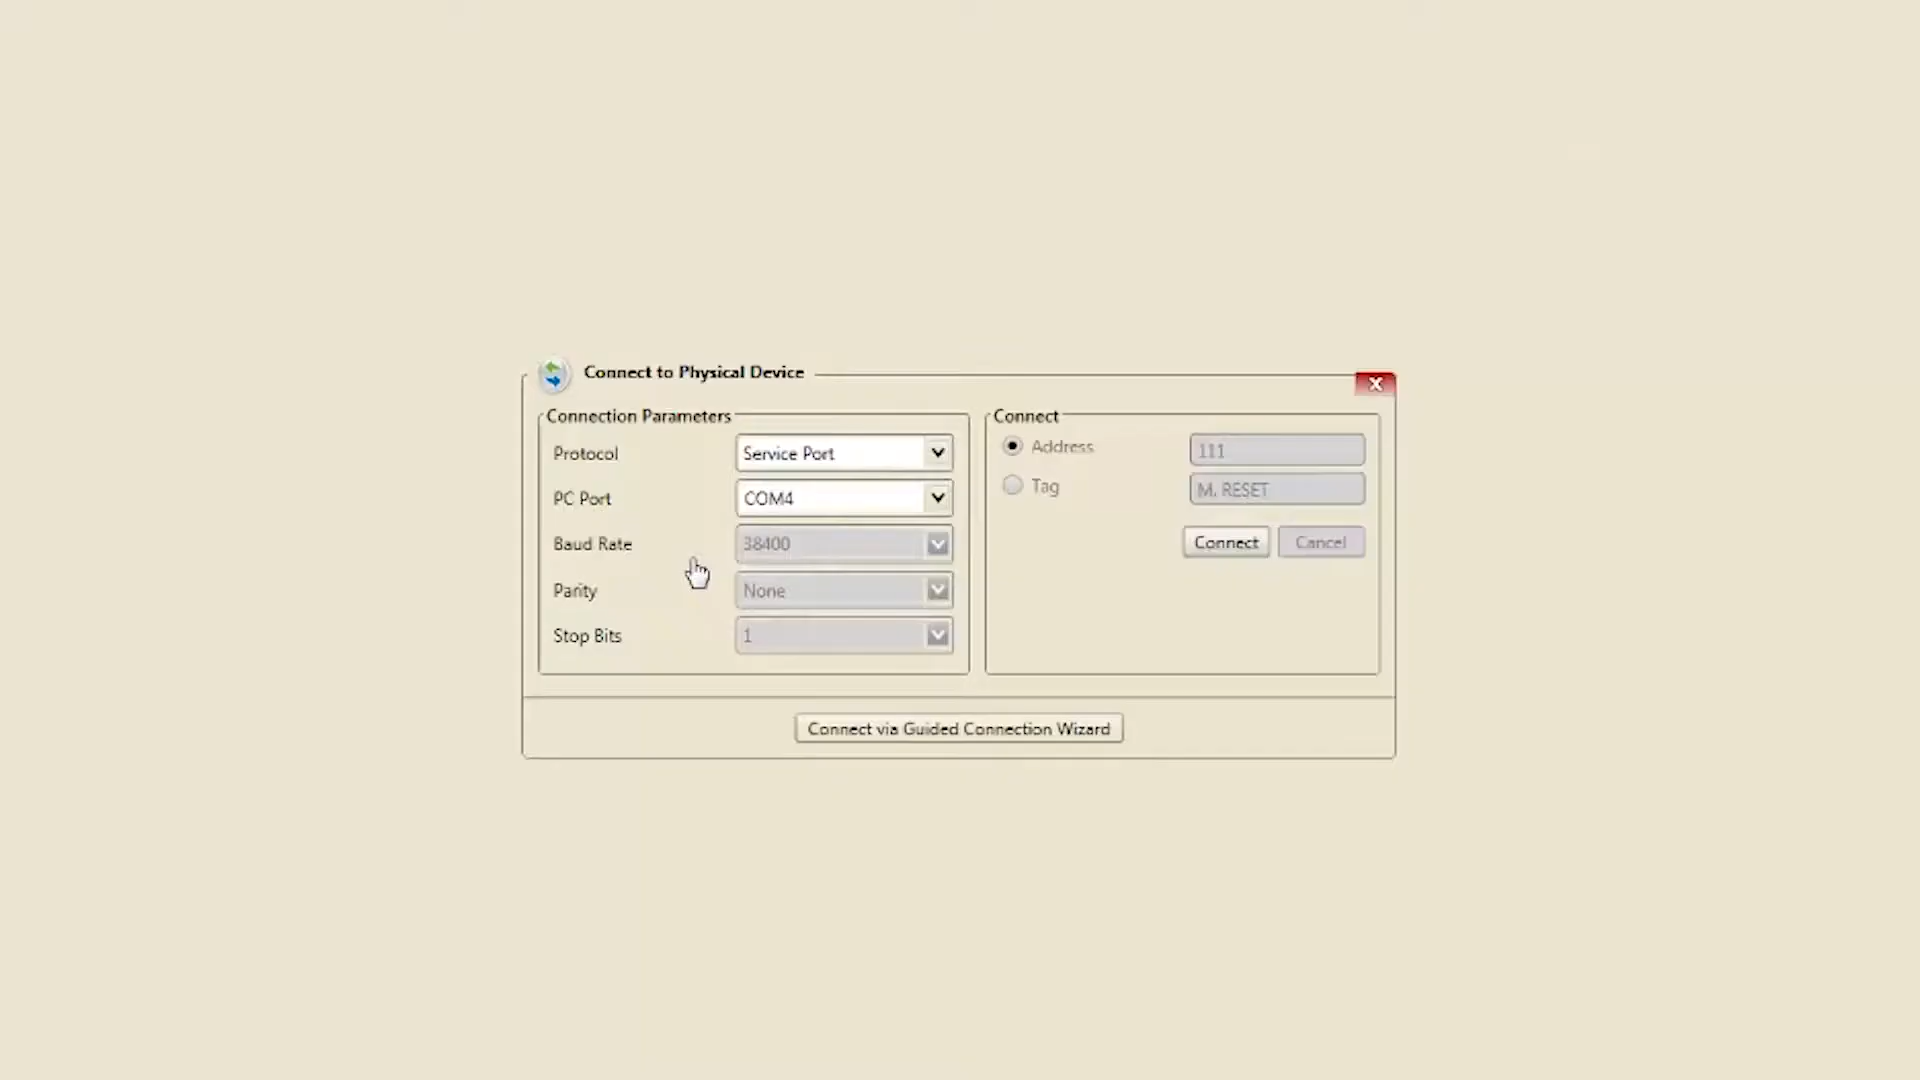 Connect to Physical Device
Connection Parameters
Protocol
Service Port
PC Port
COM4
Baud Rate
38400
Parity
None
Stop Bits
1
Connect
Address
111
Tag
M. RESET
Connect
Cancel
Connect via Guided Connection Wizard